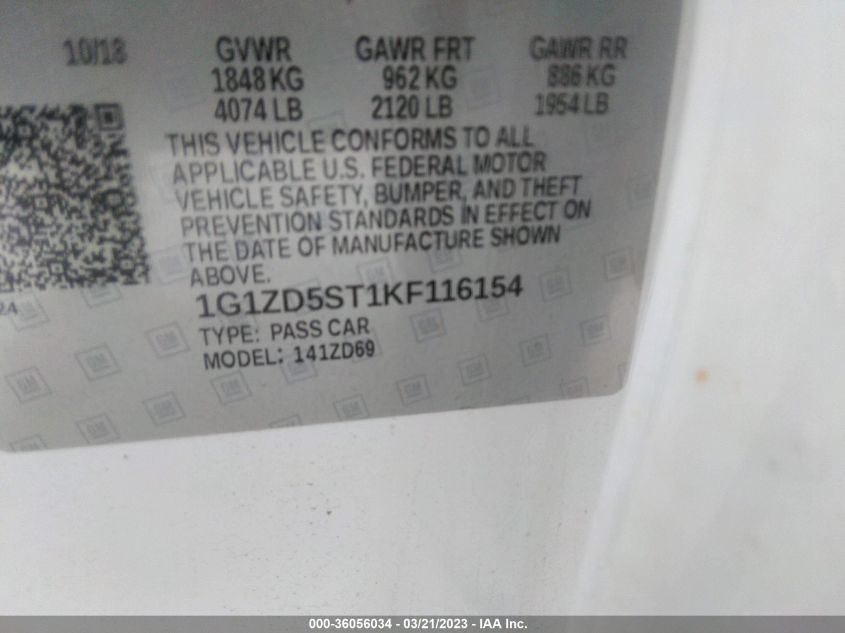 10/18 GVWR GAWR FRT GAWR RR
1848 KG 962 KG 886 KG
4074 LB 2120 LB 1954 LB
THIS VEHICLE CONFORMS TO ALL
APPLICABLE U.S. FEDERAL MOTOR
VEHICLE SAFETY, BUMPER, AND THEFT
PREVENTION STANDARDS IN EFFECT ON
THE DATE OF MANUFACTURE SHOWN
ABOVE.
1G1ZD5ST1KF116154
TYPE: PASS CAR
MODEL: 141ZD69
000-36056034 - 03/21/2023 - IAA Inc.